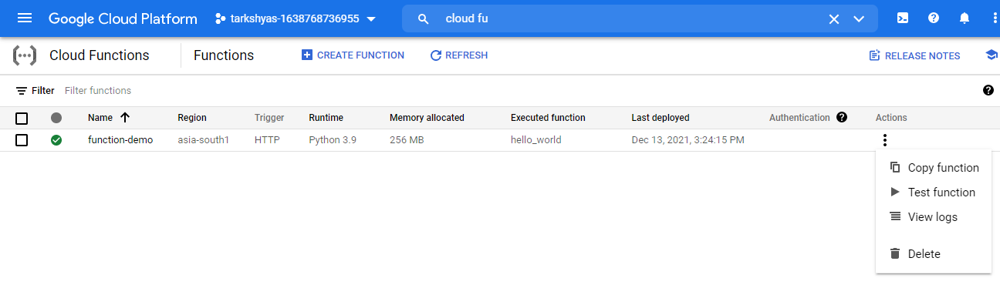 Google Cloud Platform tarkshyas-1638768736955 cloud fu
Cloud Functions Functions CREATE FUNCTION REFRESH RELEASE NOTES
Filter Filter functions
Name Region Trigger Runtime Memory allocated Executed function Last deployed Authentication Actions
function-demo asia-south1 HTTP Python 3.9 256 MB hello_world Dec 13, 2021, 3:24:15 PM
Copy function
Test function
View logs
Delete